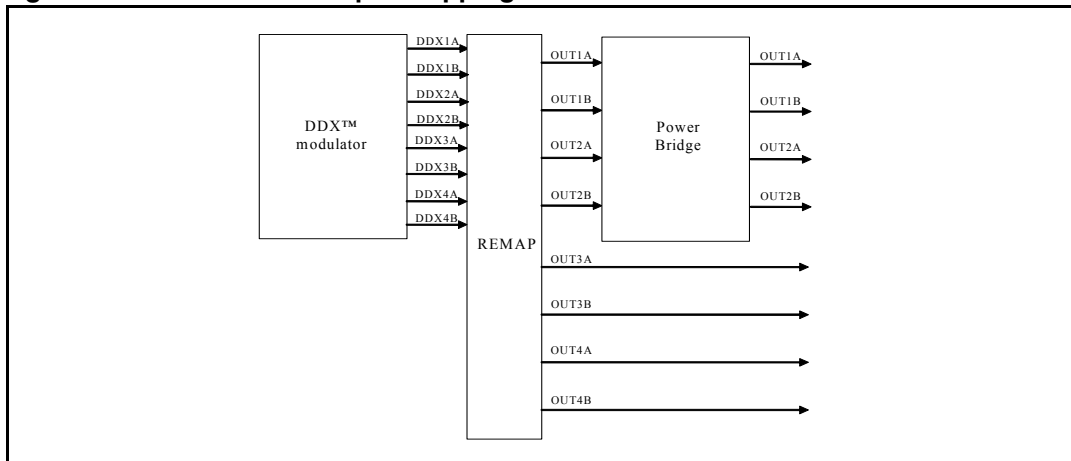 DDX™
modulator
DDX1A
DDX1B
DDX2A
DDX2B
DDX3A
DDX3B
DDX4A
DDX4B
REMAP
OUT1A
OUT1B
OUT2A
OUT2B
OUT3A
OUT3B
OUT4A
OUT4B
Power
Bridge
OUT1A
OUT1B
OUT2A
OUT2B